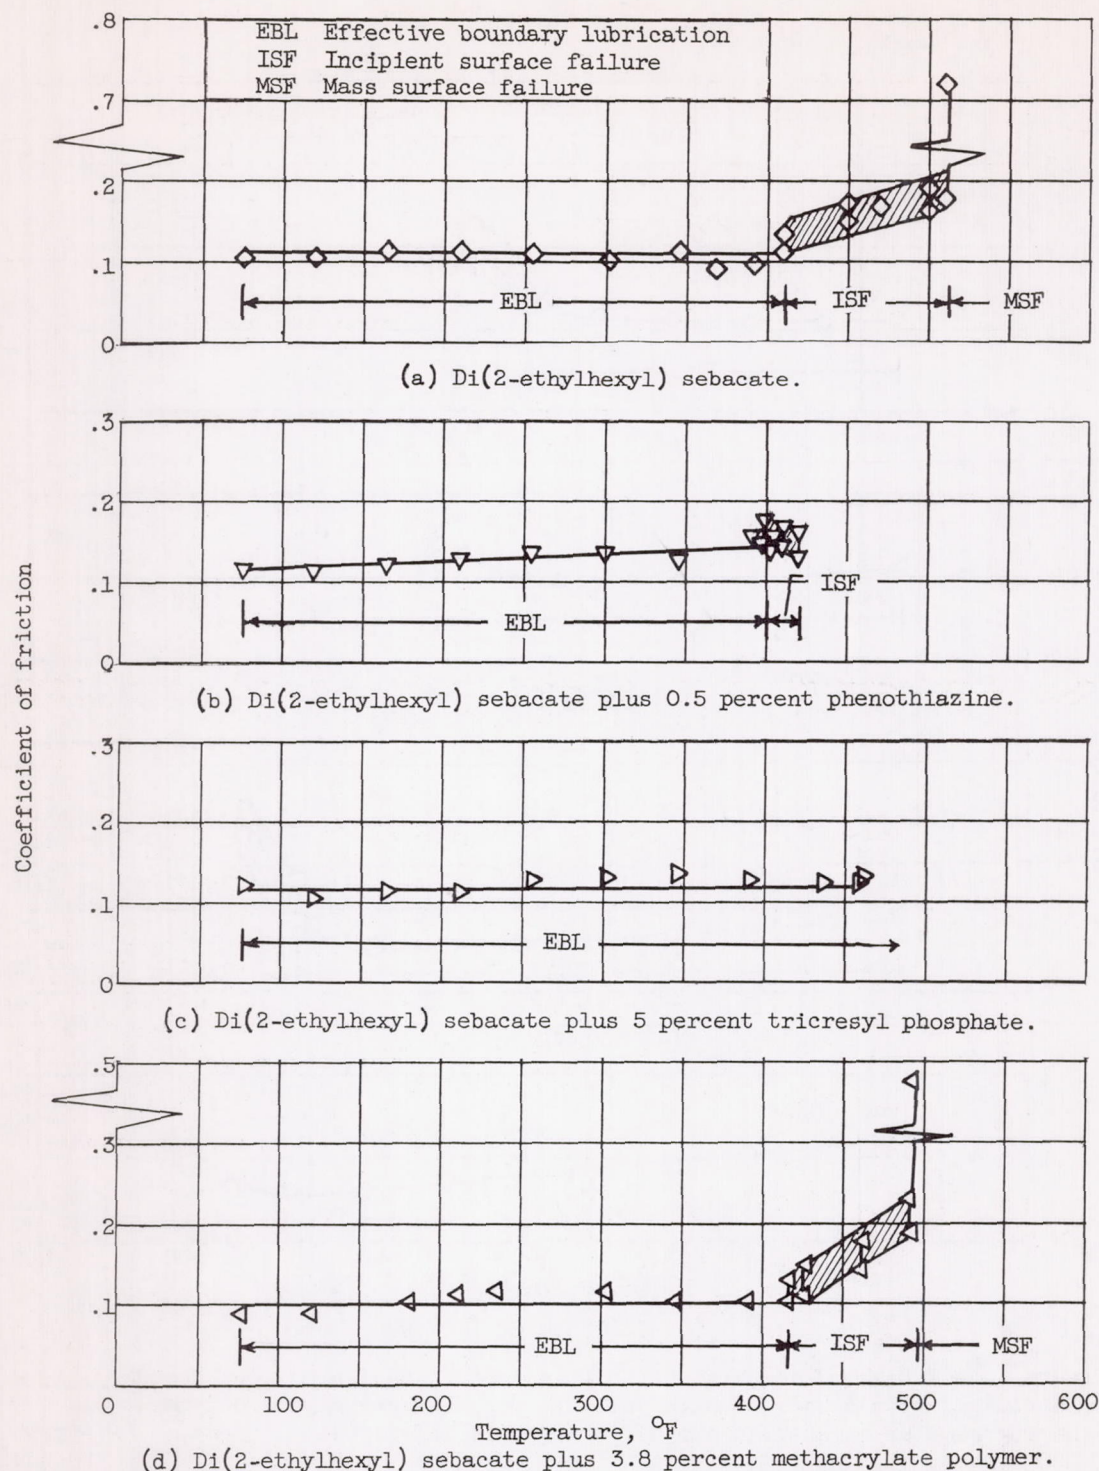 .8
EBL Effective boundary lubrication
ISF Incipient surface failure
MSF Mass surface failure
.7
.2
.1
EBL ISF MSF
0
(a) Di(2-ethylhexyl) sebacate.
.3
.2
.1
ISF
EBL
0
(b) Di(2-ethylhexyl) sebacate plus 0.5 percent phenothiazine.
Coefficient of friction
.3
.2
.1
EBL
0
(c) Di(2-ethylhexyl) sebacate plus 5 percent tricresyl phosphate.
.5
.3
.2
.1
EBL ISF MSF
0 100 200 300 400 500 600
Temperature, °F
(d) Di(2-ethylhexyl) sebacate plus 3.8 percent methacrylate polymer.